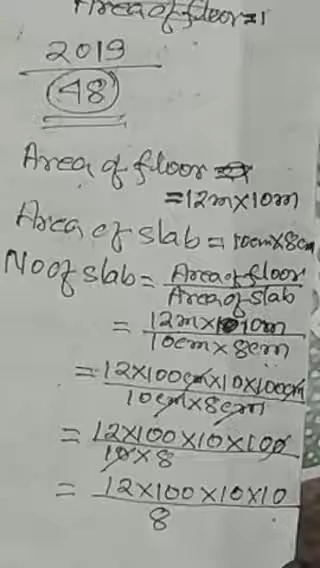 Area of floor = 1
2019
48
Area of floor
= 12m × 10m
Area of slab = 10cm × 8cm
No of slab = Area of floor
Area of slab
= 12m × 10m
10cm × 8cm
= 12 × 100cm × 10 × 100cm
10cm × 8cm
= 12 × 100 × 10 × 100
10 × 8
= 12 × 100 × 10 × 10
8